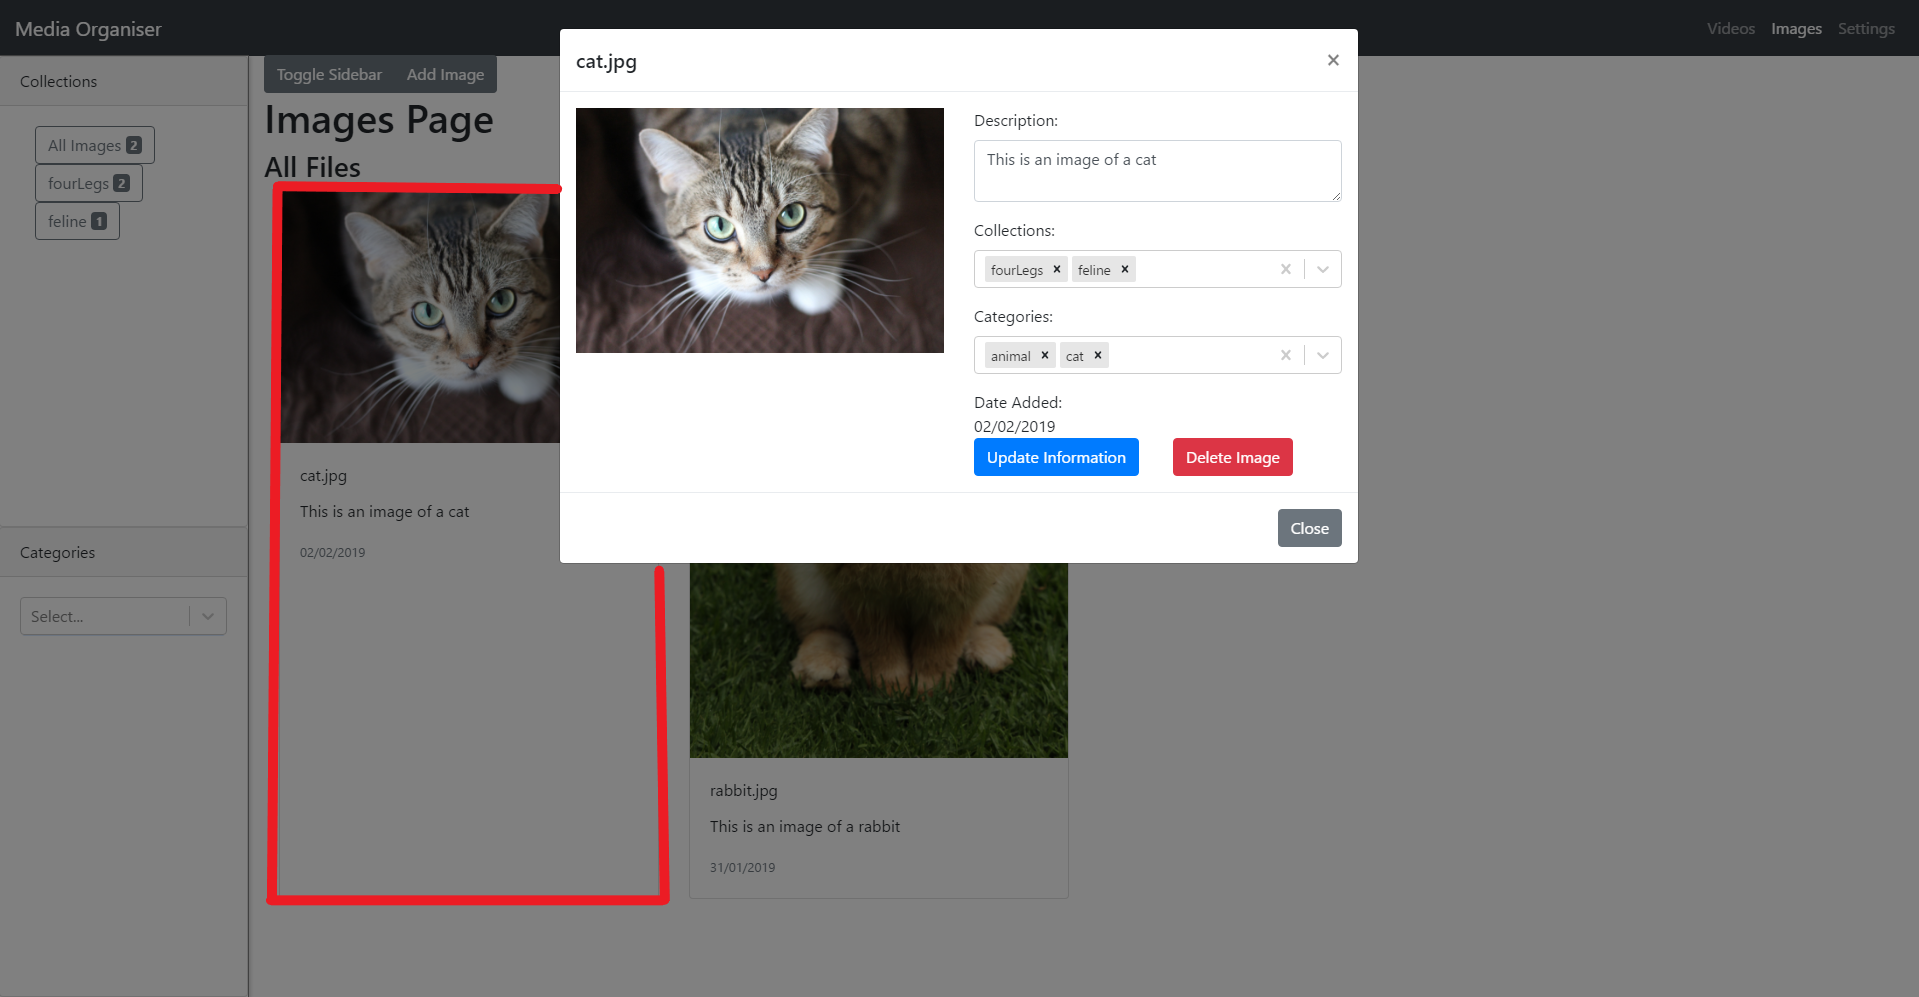 Media Organiser
Videos Images Settings
Collections
All Images 2
fourLegs 2
feline 1
Categories
Select...
Toggle Sidebar Add Image
Images Page
All Files
cat.jpg
This is an image of a cat
02/02/2019
rabbit.jpg
This is an image of a rabbit
31/01/2019
cat.jpg ×
Description:
This is an image of a cat
Collections:
fourLegs × feline ×
Categories:
animal × cat ×
Date Added:
02/02/2019
Update Information Delete Image
Close